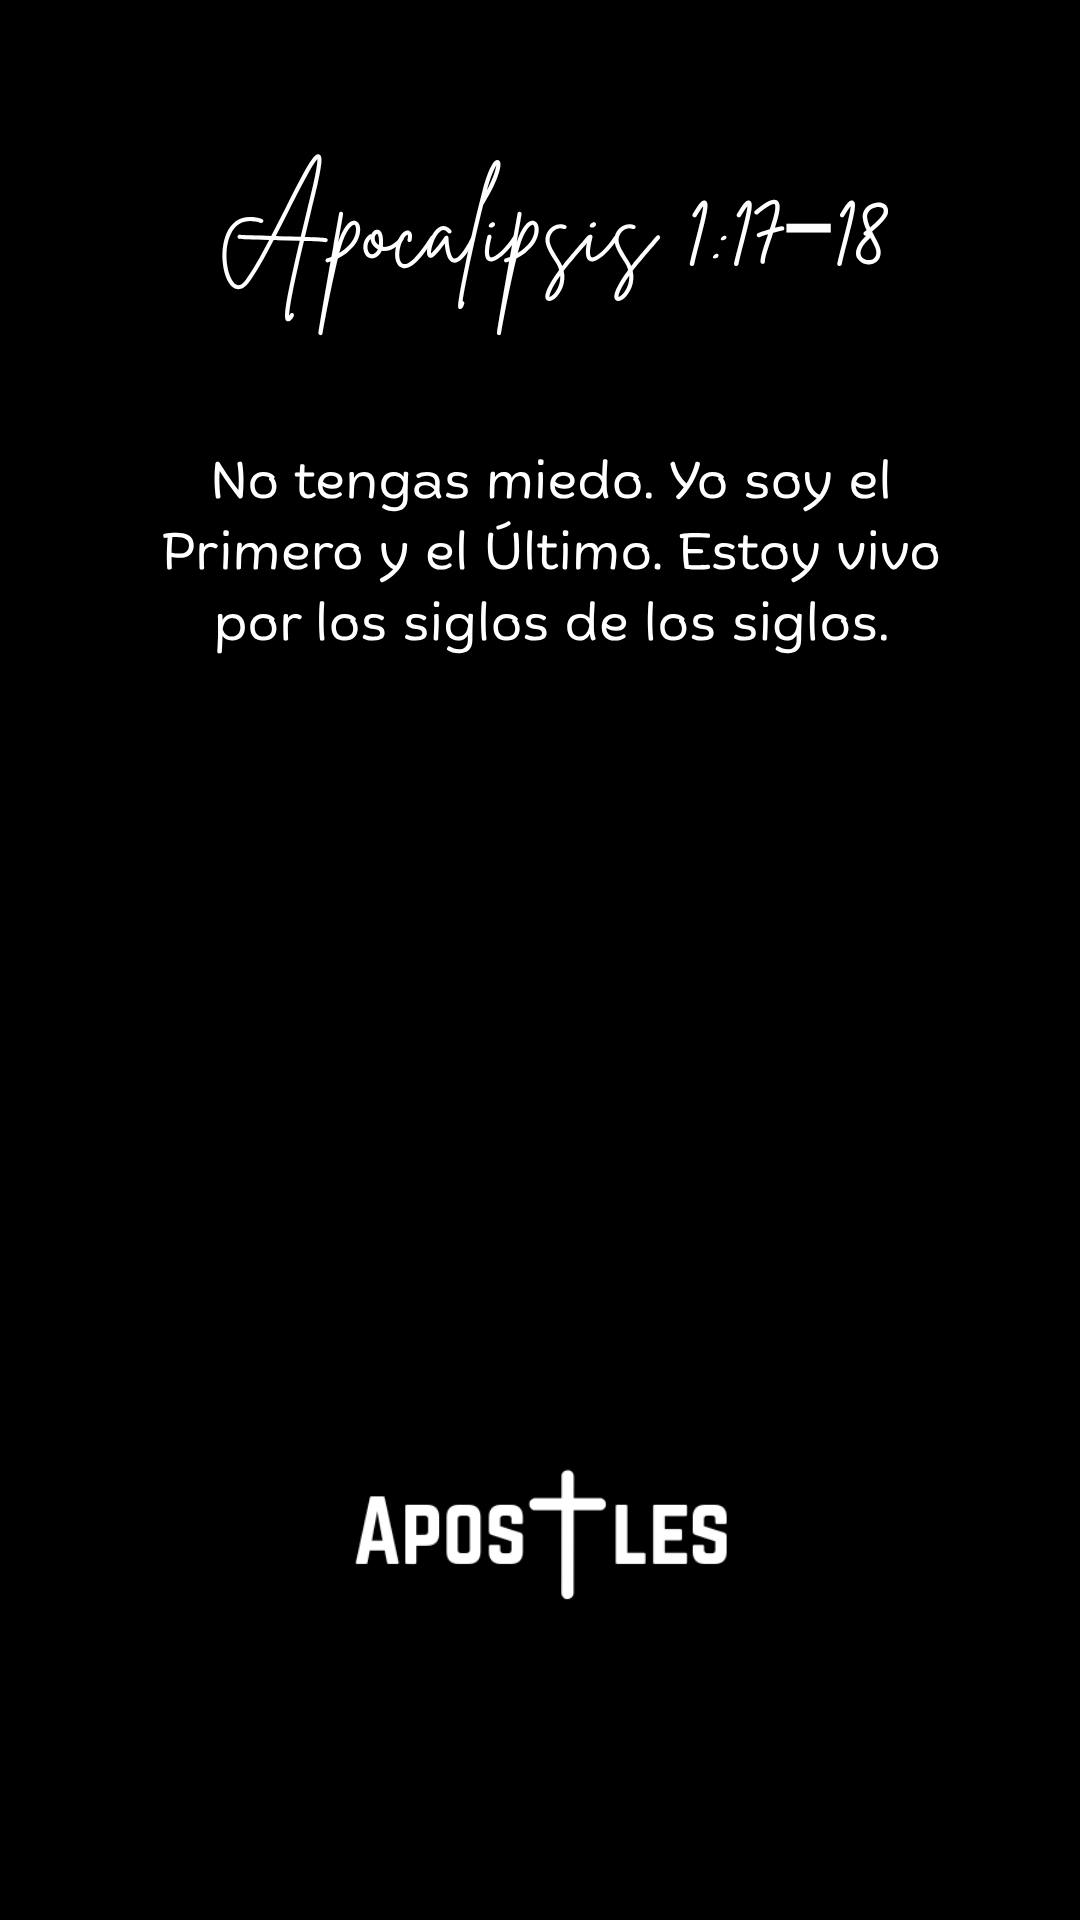 Apocalipsis 1:17-18
No tengas miedo. Yo soy el
Primero y el Último. Estoy vivo
por los siglos de los siglos.
APOSTLES